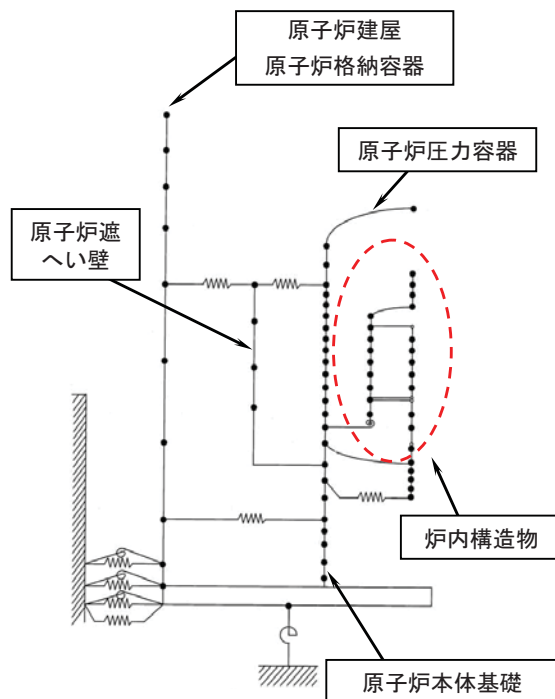 原子炉建屋
原子炉格納容器
原子炉圧力容器
原子炉遮
へい壁
炉内構造物
原子炉本体基礎